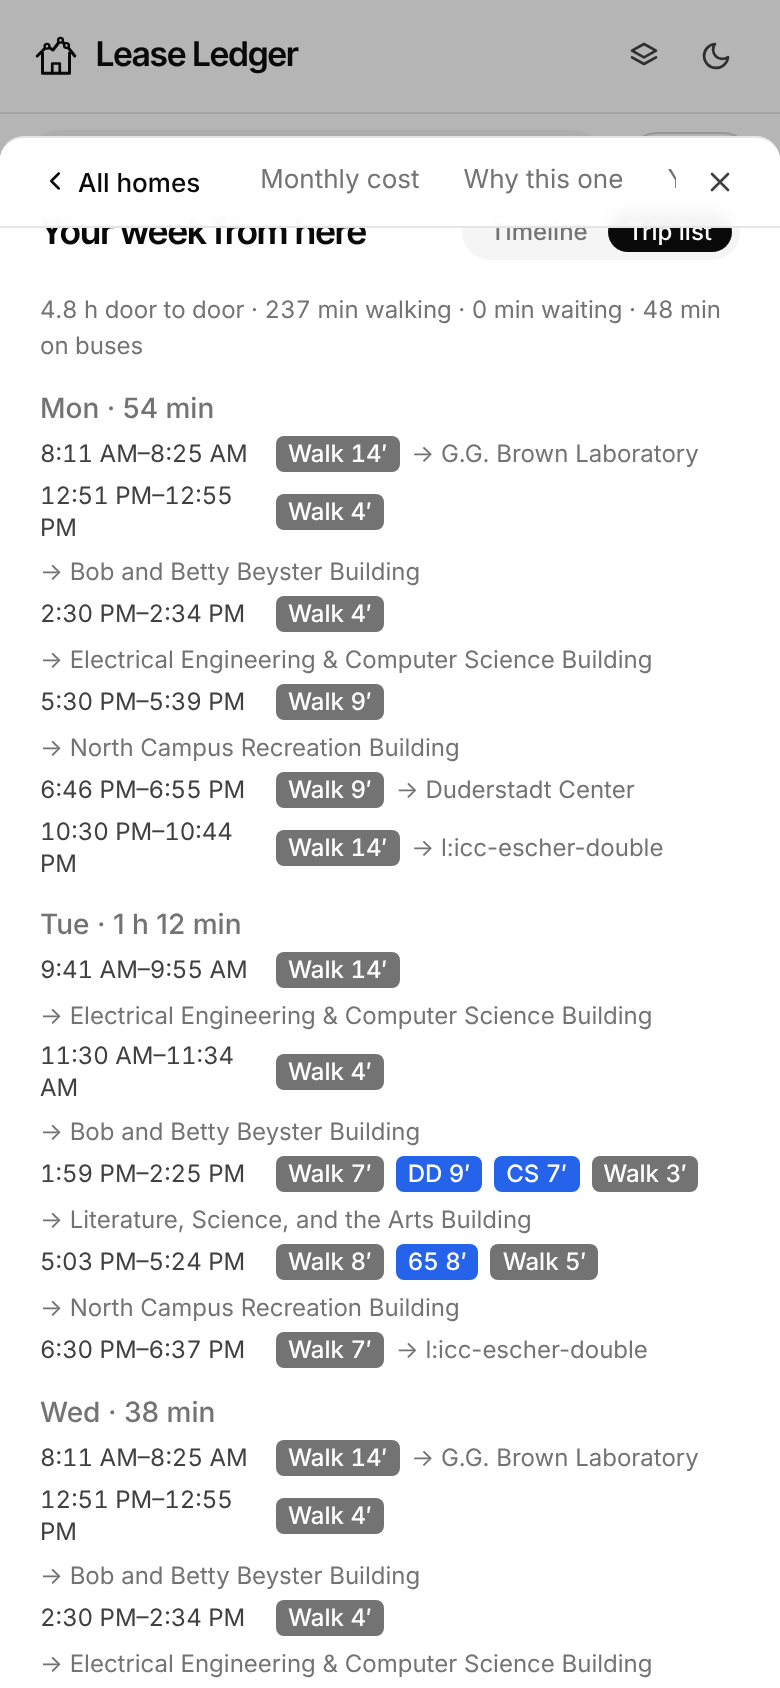 Lease Ledger
All homes Monthly cost Why this one
Your week from here Timeline Trip list
4.8 h door to door · 237 min walking · 0 min waiting · 48 min
on buses
Mon · 54 min
8:11 AM–8:25 AM Walk 14′ → G.G. Brown Laboratory
12:51 PM–12:55
PM Walk 4′
→ Bob and Betty Beyster Building
2:30 PM–2:34 PM Walk 4′
→ Electrical Engineering & Computer Science Building
5:30 PM–5:39 PM Walk 9′
→ North Campus Recreation Building
6:46 PM–6:55 PM Walk 9′ → Duderstadt Center
10:30 PM–10:44
PM Walk 14′ → l:icc-escher-double
Tue · 1 h 12 min
9:41 AM–9:55 AM Walk 14′
→ Electrical Engineering & Computer Science Building
11:30 AM–11:34
AM Walk 4′
→ Bob and Betty Beyster Building
1:59 PM–2:25 PM Walk 7′ DD 9′ CS 7′ Walk 3′
→ Literature, Science, and the Arts Building
5:03 PM–5:24 PM Walk 8′ 65 8′ Walk 5′
→ North Campus Recreation Building
6:30 PM–6:37 PM Walk 7′ → l:icc-escher-double
Wed · 38 min
8:11 AM–8:25 AM Walk 14′ → G.G. Brown Laboratory
12:51 PM–12:55
PM Walk 4′
→ Bob and Betty Beyster Building
2:30 PM–2:34 PM Walk 4′
→ Electrical Engineering & Computer Science Building